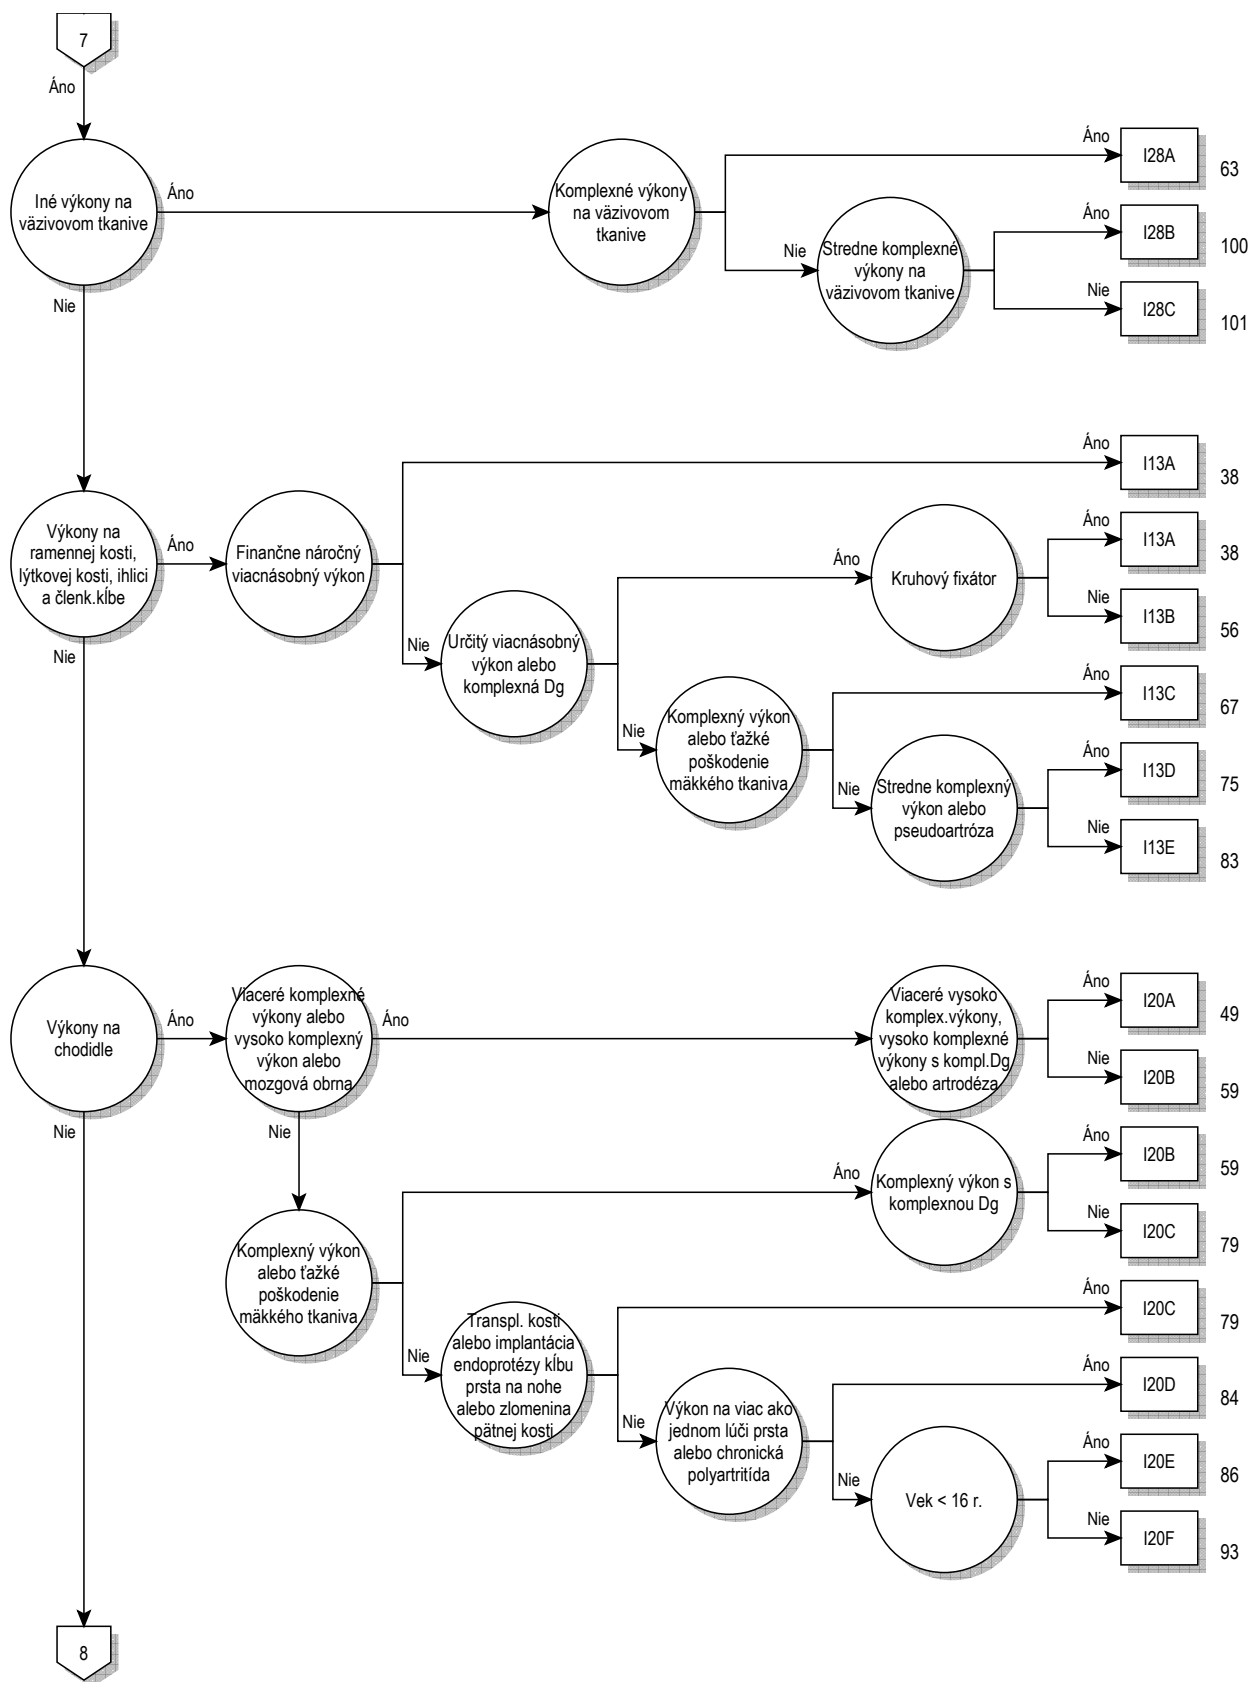 7
Áno
Iné výkony na
väzivovom tkanive
Áno
Komplexné výkony
na väzivovom
tkanive
Áno
I28A
63
Nie
Stredne komplexné
výkony na
väzivovom tkanive
Áno
I28B
100
Nie
I28C
101
Nie
Výkony na
ramennej kosti,
lýtkovej kosti, ihlici
a členk.kĺbe
Áno
Finančne náročný
viacnásobný výkon
Áno
I13A
38
Nie
Určitý viacnásobný
výkon alebo
komplexná Dg
Áno
Kruhový fixátor
Áno
I13A
38
Nie
I13B
56
Nie
Komplexný výkon
alebo ťažké
poškodenie
mäkkého tkaniva
Áno
I13C
67
Nie
Stredne komplexný
výkon alebo
pseudoartróza
Áno
I13D
75
Nie
I13E
83
Nie
Výkony na
chodidle
Áno
Viaceré komplexné
výkony alebo
vysoko komplexný
výkon alebo
mozgová obrna
Áno
Viaceré vysoko
komplex.výkony,
vysoko komplexné
výkony s kompl.Dg
alebo artrodéza
Áno
I20A
49
Nie
I20B
59
Nie
Komplexný výkon
alebo ťažké
poškodenie
mäkkého tkaniva
Áno
Komplexný výkon s
komplexnou Dg
Áno
I20B
59
Nie
I20C
79
Nie
Transpl. kosti
alebo implantácia
endoprotézy kĺbu
prsta na nohe
alebo zlomenina
pätnej kosti
Áno
I20C
79
Nie
Výkon na viac ako
jednom lúči prsta
alebo chronická
polyartritída
Áno
I20D
84
Nie
Vek < 16 r.
Áno
I20E
86
Nie
I20F
93
Nie
8